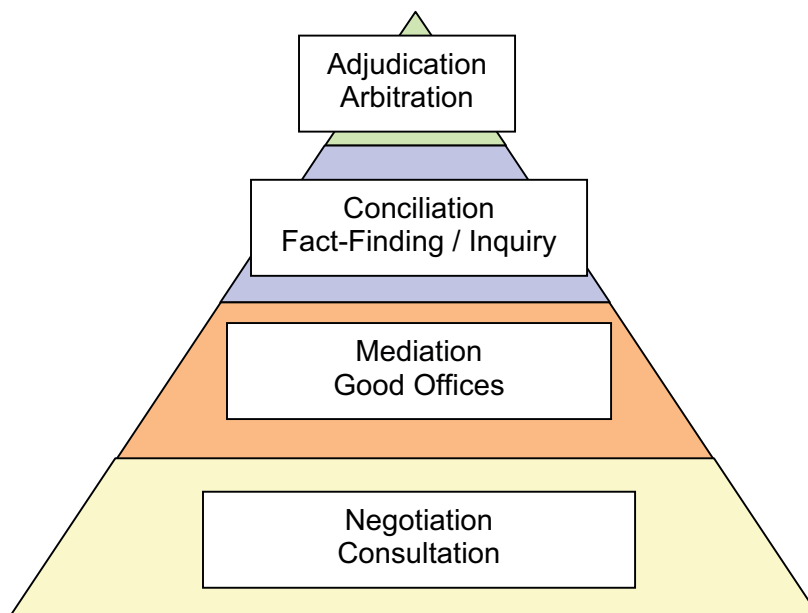 Adjudication
Arbitration
Conciliation
Fact-Finding / Inquiry
Mediation
Good Offices
Negotiation
Consultation